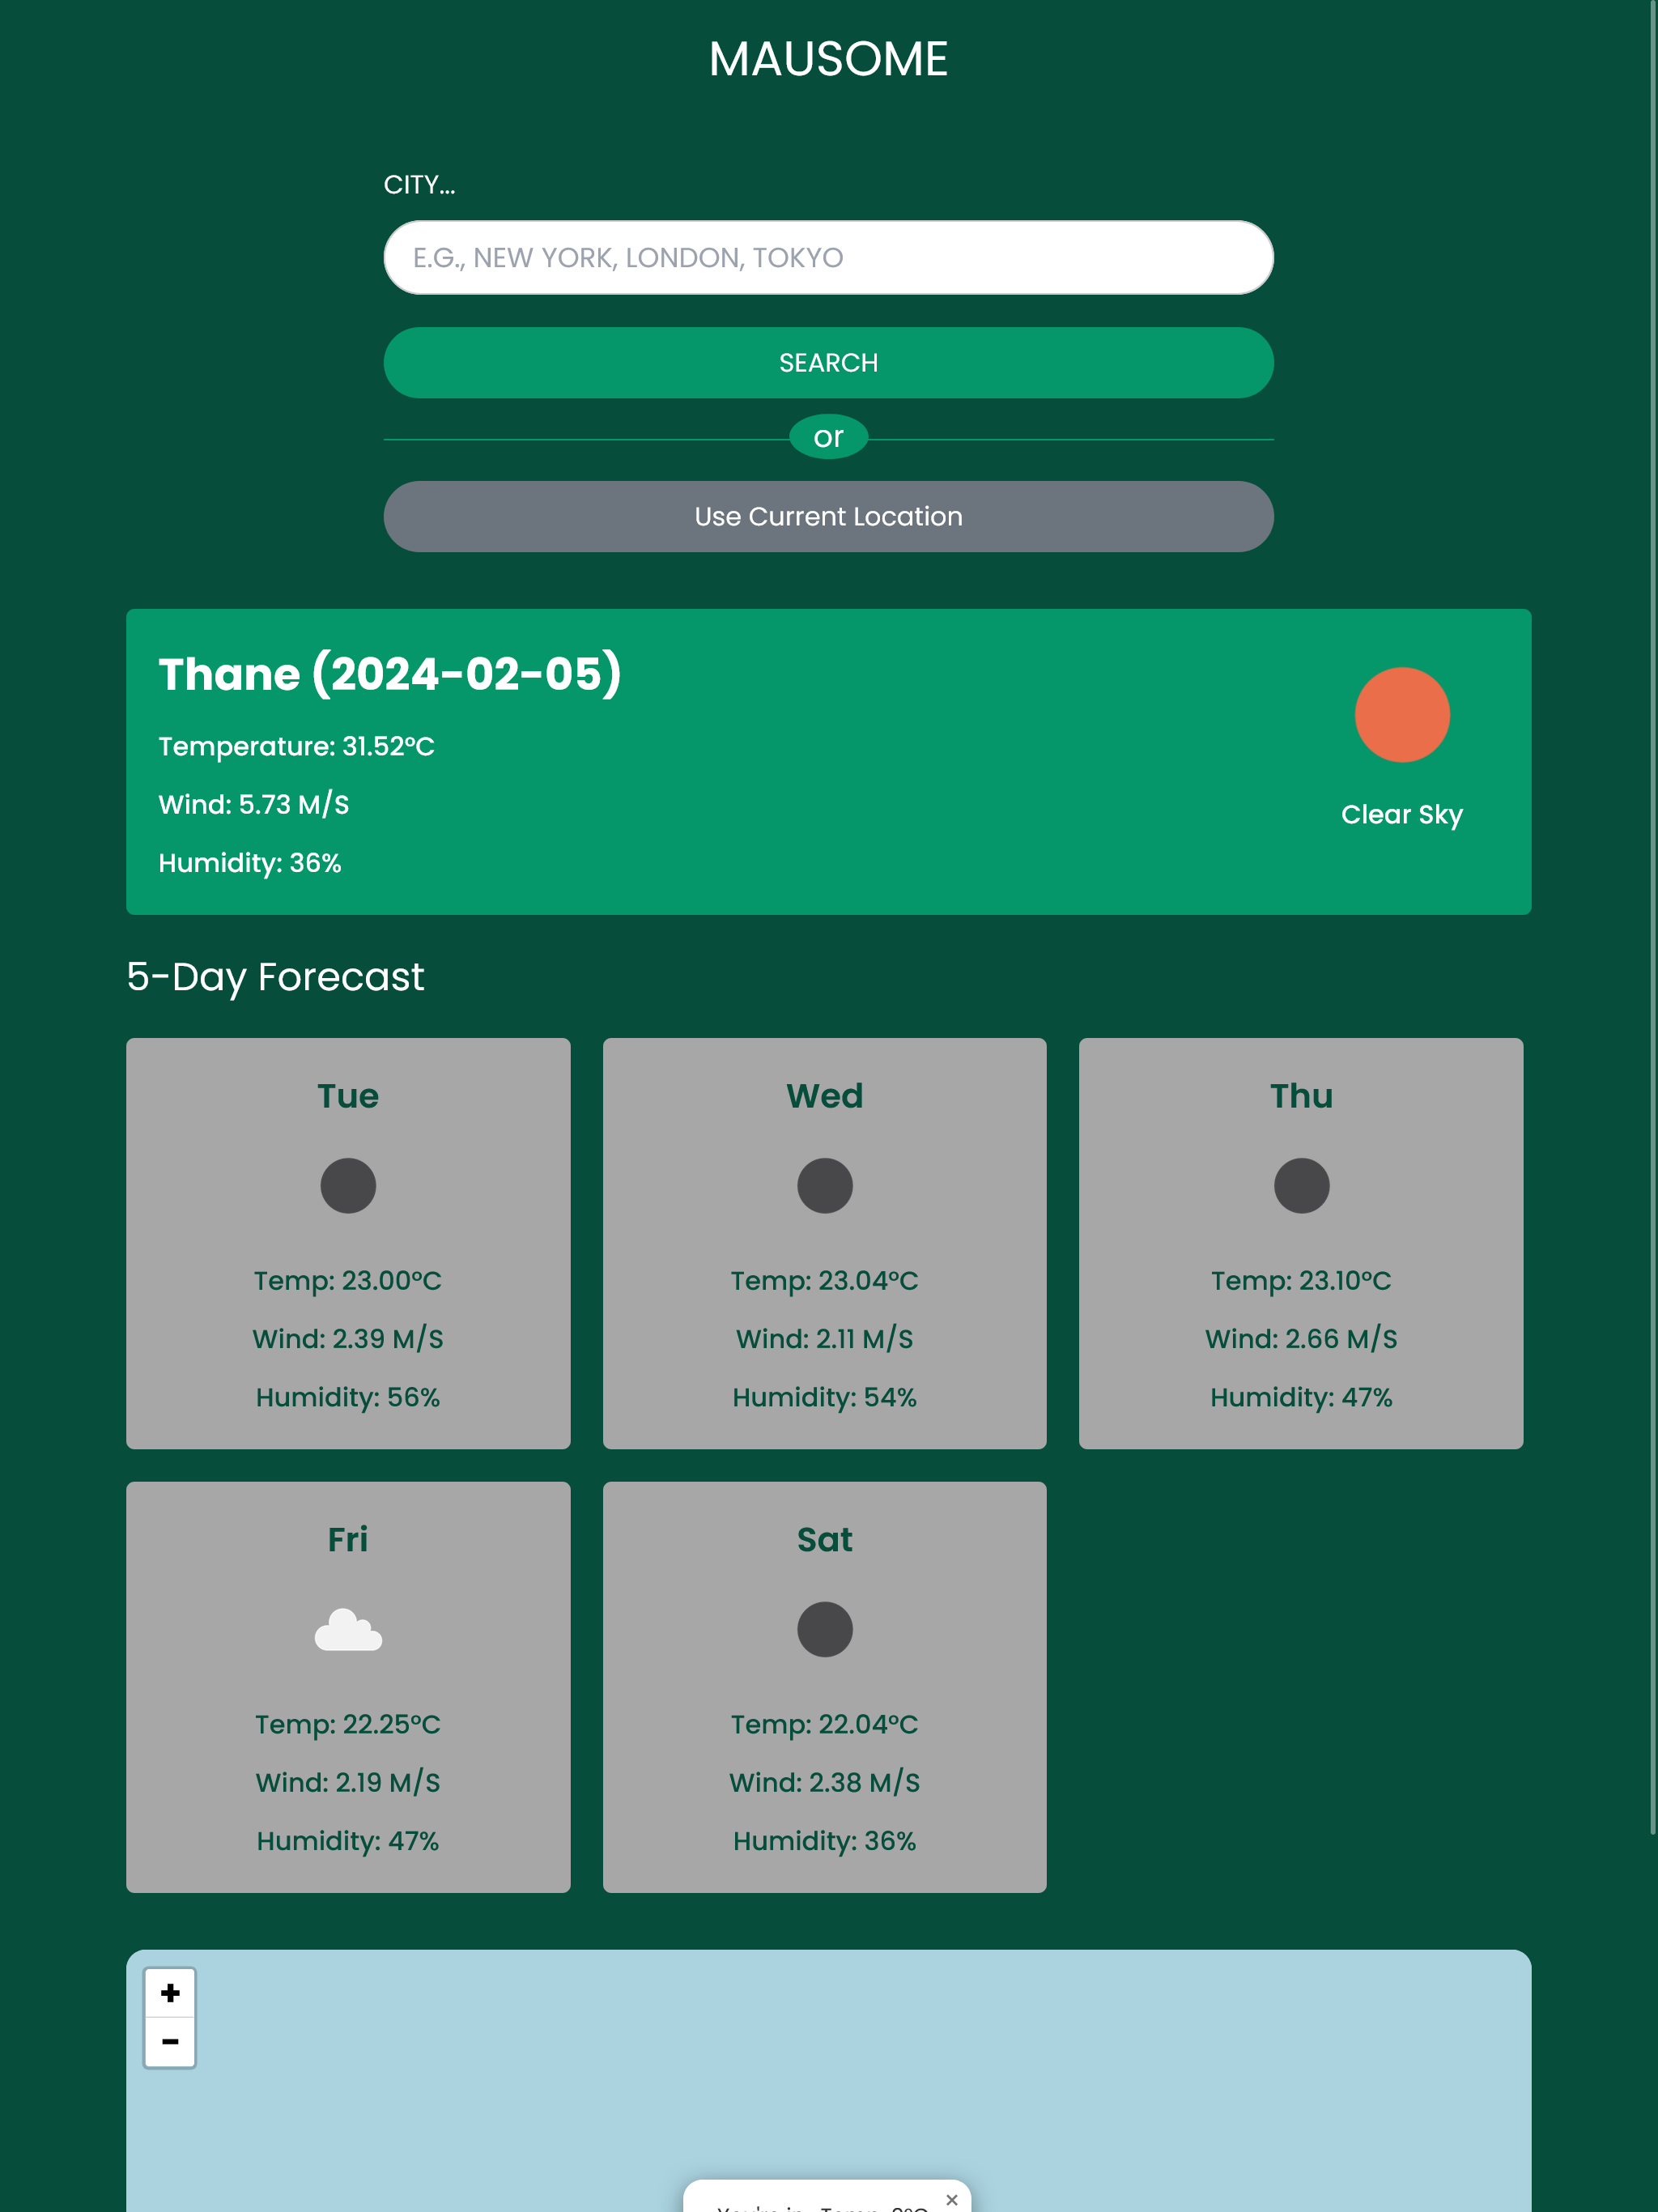 MAUSOME
CITY...
E.G., NEW YORK, LONDON, TOKYO
SEARCH
or
Use Current Location
Thane (2024-02-05)
Temperature: 31.52°C
Wind: 5.73 M/S
Humidity: 36%
Clear Sky
5-Day Forecast
Tue
Temp: 23.00°C
Wind: 2.39 M/S
Humidity: 56%
Wed
Temp: 23.04°C
Wind: 2.11 M/S
Humidity: 54%
Thu
Temp: 23.10°C
Wind: 2.66 M/S
Humidity: 47%
Fri
Temp: 22.25°C
Wind: 2.19 M/S
Humidity: 47%
Sat
Temp: 22.04°C
Wind: 2.38 M/S
Humidity: 36%
+
−
×